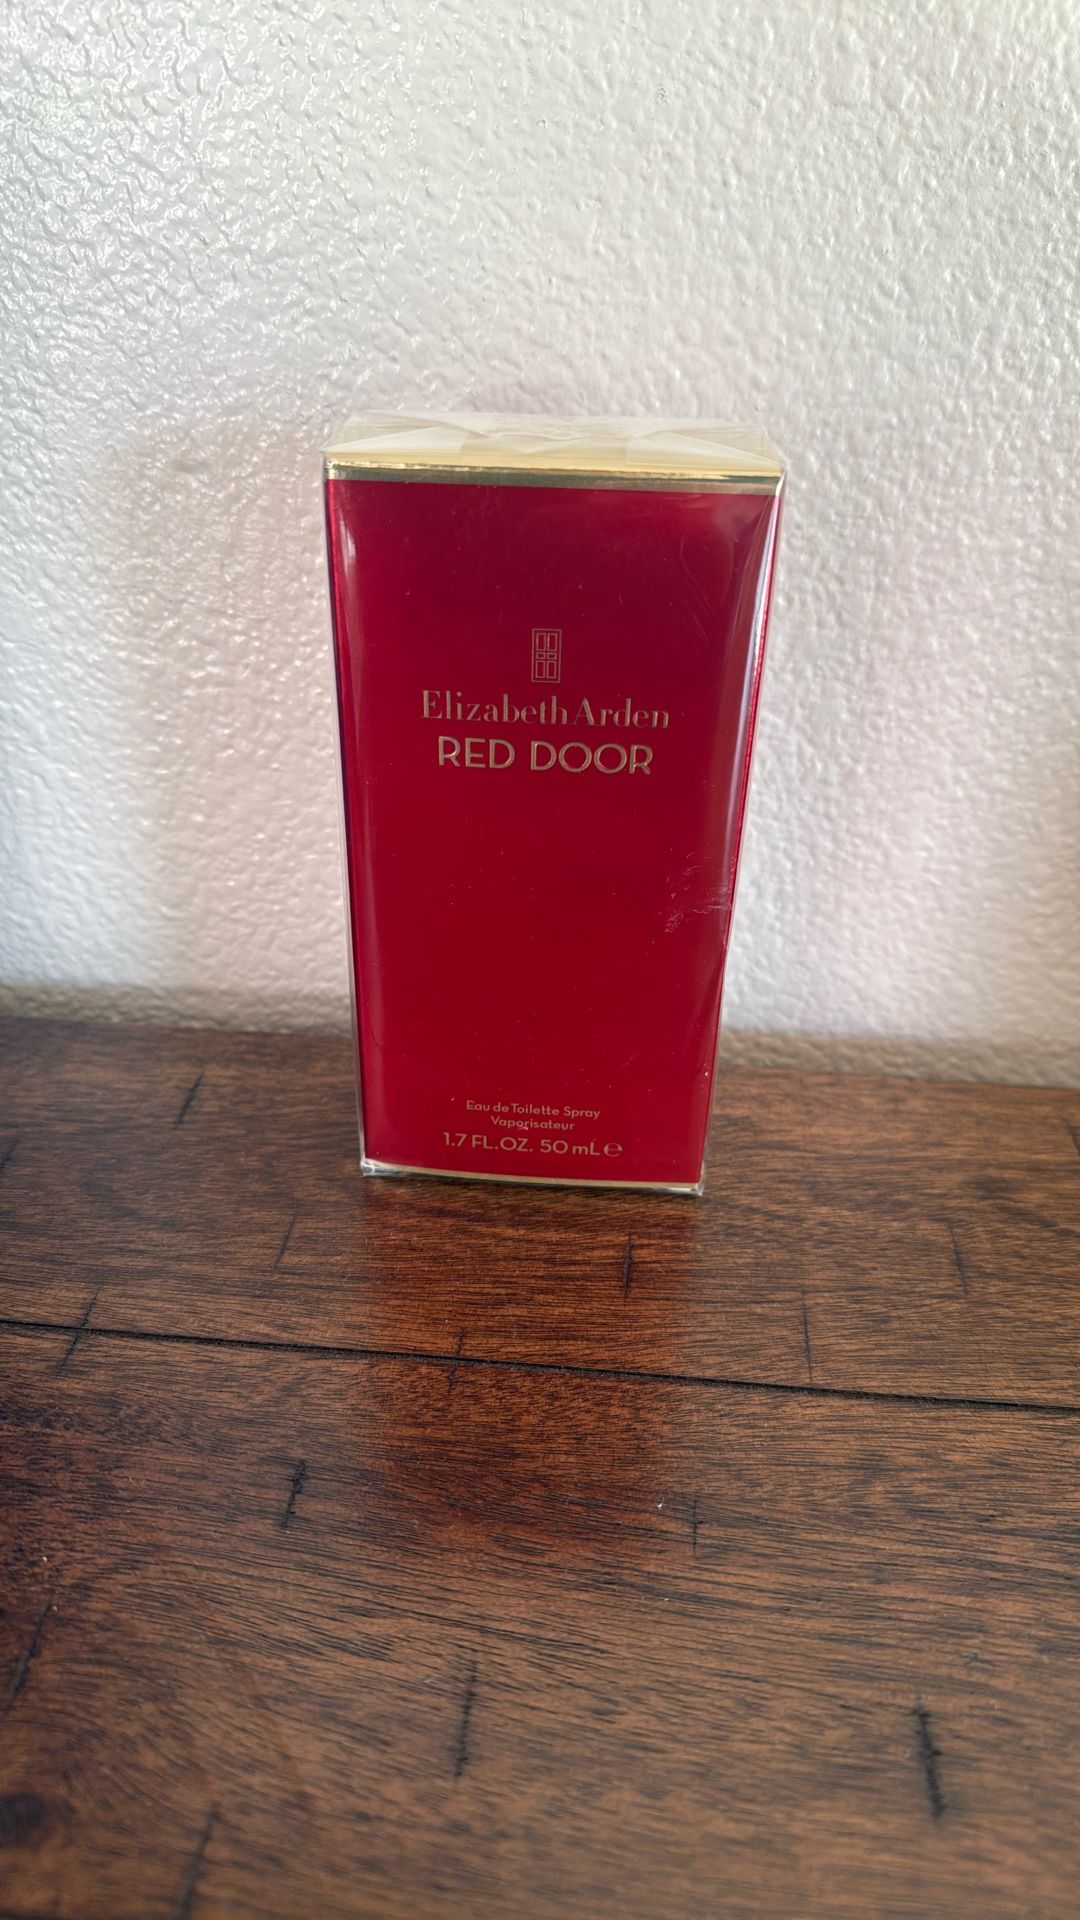 Elizabeth Arden
RED DOOR
Eau de Toilette Spray
Vaporisateur
1.7 FL.OZ. 50 mL ℮